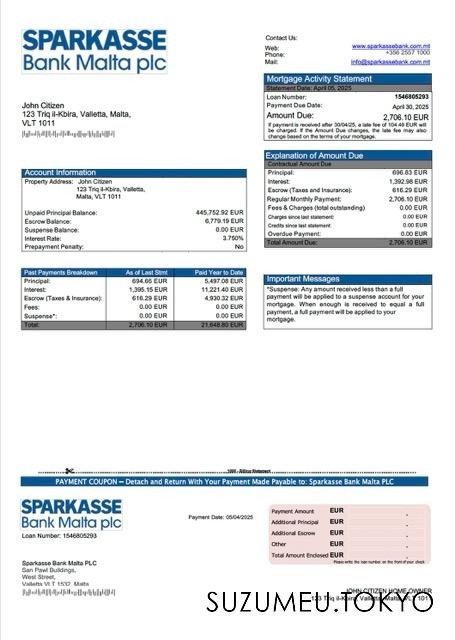 SPARKASSE
Bank Malta plc
Contact Us:
Web: www.sparkassebank.com.mt
Phone: +356 2557 1000
Mail: info@sparkassebank.com.mt
Mortgage Activity Statement
Statement Date: April 05, 2025
Loan Number: 1546805293
Payment Due Date: April 30, 2025
Amount Due: 2,706.10 EUR
If payment is received after 30/04/25, a late fee of 104.48 EUR will
be charged. If the Amount Due changes, the late fee may also
change based on the terms of your mortgage.
John Citizen
123 Triq il-Kbira, Valletta, Malta,
VLT 1011
Explanation of Amount Due
Contractual Amount Due
Principal: 696.83 EUR
Interest: 1,392.98 EUR
Escrow (Taxes and Insurance): 616.29 EUR
Regular Monthly Payment: 2,706.10 EUR
Fees & Charges (total outstanding) 0.00 EUR
Charges since last statement: 0.00 EUR
Credits since last statement: 0.00 EUR
Overdue Payment: 0.00 EUR
Total Amount Due: 2,706.10 EUR
Account Information
Property Address: John Citizen
123 Triq il-Kbira, Valletta,
Malta, VLT 1011
Unpaid Principal Balance: 445,752.92 EUR
Escrow Balance: 6,779.19 EUR
Suspense Balance: 0.00 EUR
Interest Rate: 3.750%
Prepayment Penalty: No
Past Payments Breakdown As of Last Stmt Paid Year to Date
Principal: 694.66 EUR 5,497.08 EUR
Interest: 1,395.15 EUR 11,221.40 EUR
Escrow (Taxes & Insurance): 616.29 EUR 4,930.32 EUR
Fees: 0.00 EUR 0.00 EUR
Suspense*: 0.00 EUR 0.00 EUR
Total: 2,706.10 EUR 21,648.80 EUR
Important Messages
*Suspense: Any amount received less than a full
payment will be applied to a suspense account for your
mortgage. When enough is received to equal a full
payment, a full payment will be applied to your
mortgage.
PAYMENT COUPON – Detach and Return With Your Payment Made Payable to: Sparkasse Bank Malta PLC
SPARKASSE
Bank Malta plc
Loan Number: 1546805293
Payment Date: 05/04/2025
Payment Amount EUR
Additional Principal EUR
Additional Escrow EUR
Other EUR
Total Amount Enclosed EUR
Please write the loan number on the front of your check
Sparkasse Bank Malta PLC
San Pawl Buildings,
West Street,
Valletta VLT 1532, Malta
JOHN CITIZEN HOME OWNER
123 Triq il-Kbira, Valletta, Malta, VLT 1011
SUZUMEU.TOKYO